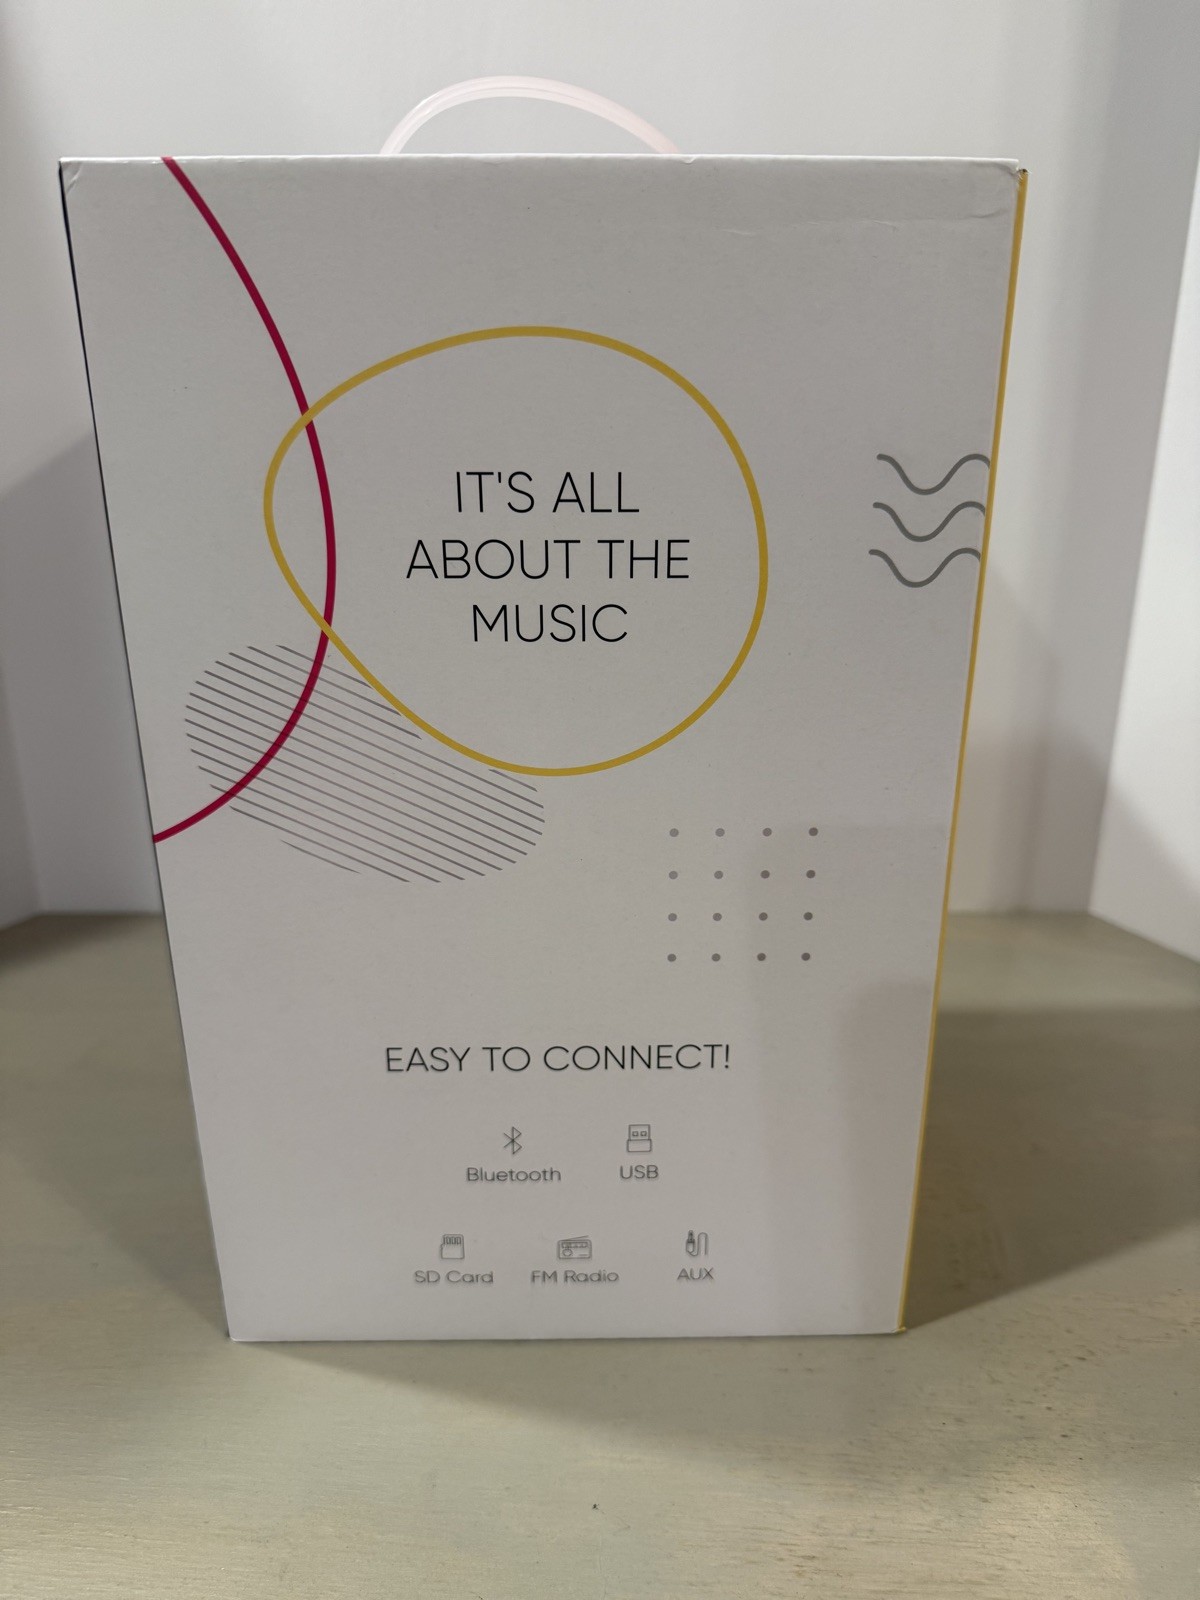 IT'S ALL
ABOUT THE
MUSIC
EASY TO CONNECT!
Bluetooth USB
SD Card FM Radio AUX